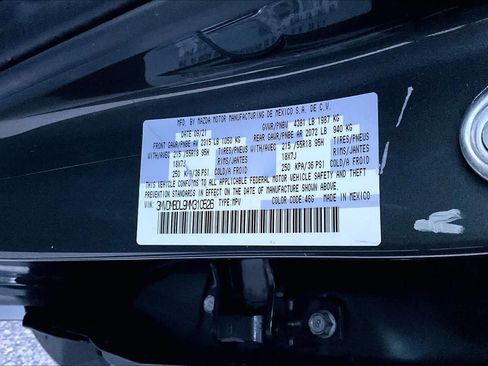 MFD. BY MAZDA MOTOR MANUFACTURING DE MEXICO S.A. DE C.V.
DATE 09/21 GVWR/PNBV 4381 LB 1987 KG
FRONT GAWR/PNBE AV 2315 LB 1050 KG REAR GAWR/PNBE AR 2072 LB 940 KG
WITH/AVEC 215 /55R18 95H TIRES/PNEUS WITH/AVEC 215 /55R18 95H TIRES/PNEUS
18X7J RIMS/JANTES 18X7J RIMS/JANTES
250 KPA/36 PSI COLD/A FROID 250 KPA/36 PSI COLD/A FROID
THIS VEHICLE CONFORMS TO ALL APPLICABLE FEDERAL MOTOR VEHICLE SAFETY AND THEFT
PREVENTION STANDARDS IN EFFECT ON THE DATE OF MANUFACTURE SHOWN ABOVE.
VIN: TYPE:MPV COLOR CODE:46G MADE IN MEXICO